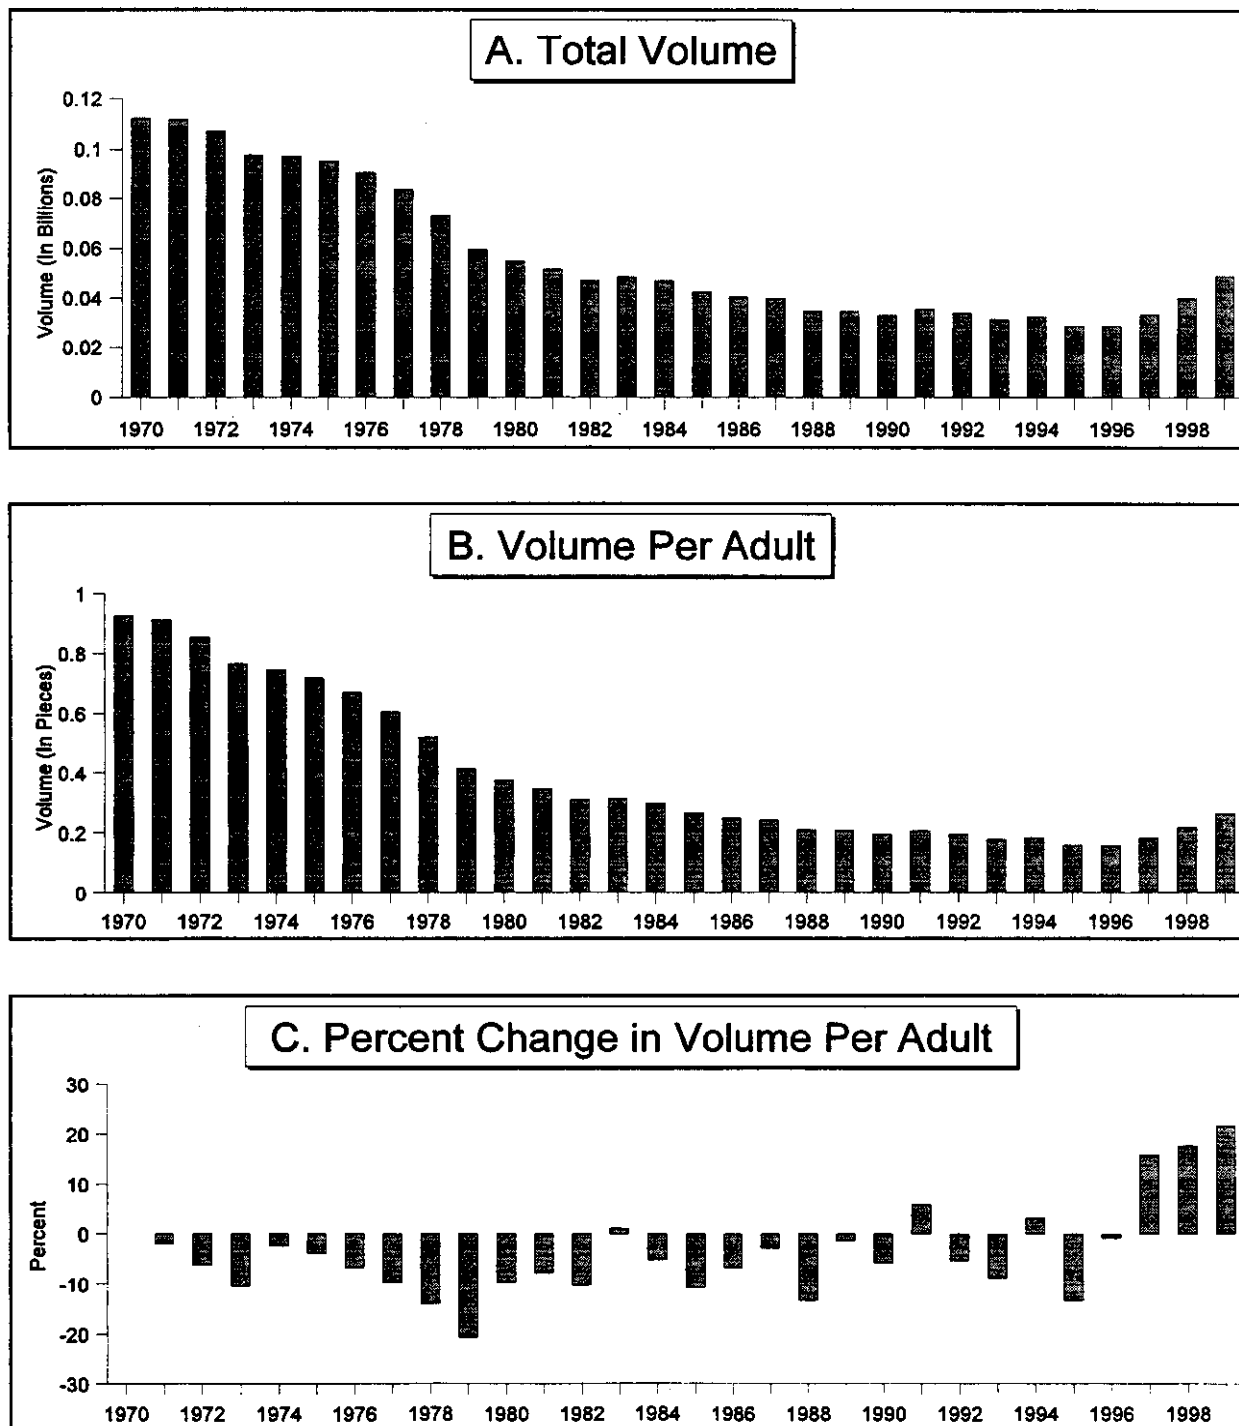 A. Total Volume
0.12
0.1
0.08
0.06
0.04
0.02
0
Volume (In Billions)
1970 1972 1974 1976 1978 1980 1982 1984 1986 1988 1990 1992 1994 1996 1998
B. Volume Per Adult
1
0.8
0.6
0.4
0.2
0
Volume (In Pieces)
1970 1972 1974 1976 1978 1980 1982 1984 1986 1988 1990 1992 1994 1996 1998
C. Percent Change in Volume Per Adult
30
20
10
0
-10
-20
-30
Percent
1970 1972 1974 1976 1978 1980 1982 1984 1986 1988 1990 1992 1994 1996 1998